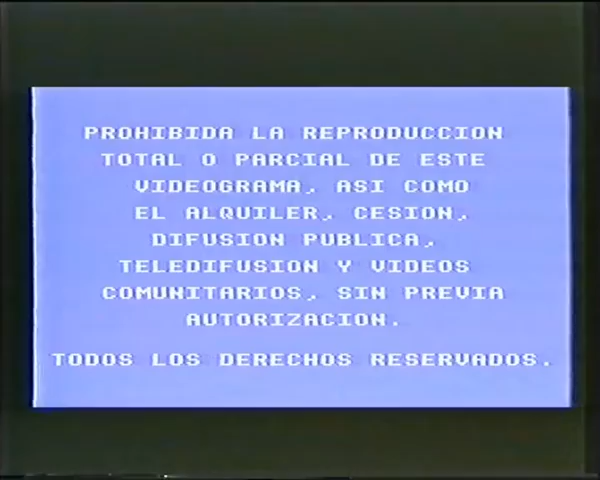 PROHIBIDA LA REPRODUCCION
TOTAL O PARCIAL DE ESTE
VIDEOGRAMA, ASI COMO
EL ALQUILER, CESION,
DIFUSION PUBLICA,
TELEDIFUSION Y VIDEOS
COMUNITARIOS, SIN PREVIA
AUTORIZACION.
TODOS LOS DERECHOS RESERVADOS.